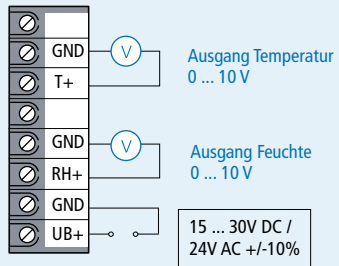 GND
V
T+
Ausgang Temperatur
0 ... 10 V
GND
V
RH+
Ausgang Feuchte
0 ... 10 V
GND
UB+
15 ... 30V DC /
24V AC +/-10%